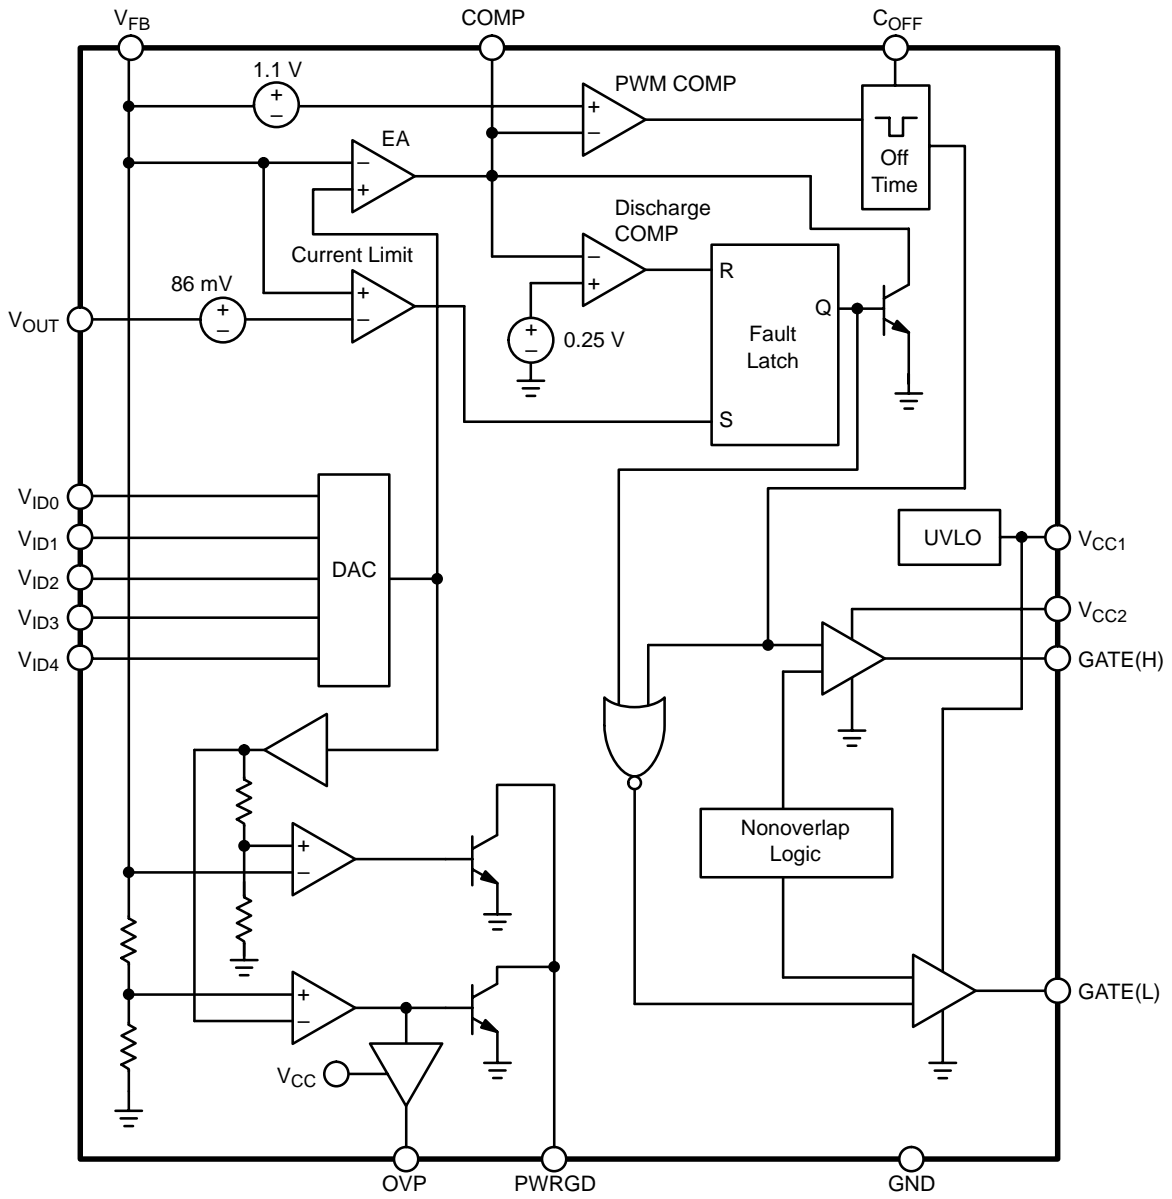 VFB
COMP
COFF
1.1 V
+
−
PWM COMP
+
−
EA
−
+
Off
Time
Discharge
COMP
−
+
Current Limit
86 mV
+
−
+
−
VOUT
+
−
0.25 V
R
Q
Fault
Latch
S
VID0
VID1
VID2
VID3
VID4
DAC
UVLO
VCC1
VCC2
GATE(H)
Nonoverlap
Logic
+
−
+
−
GATE(L)
VCC
OVP
PWRGD
GND